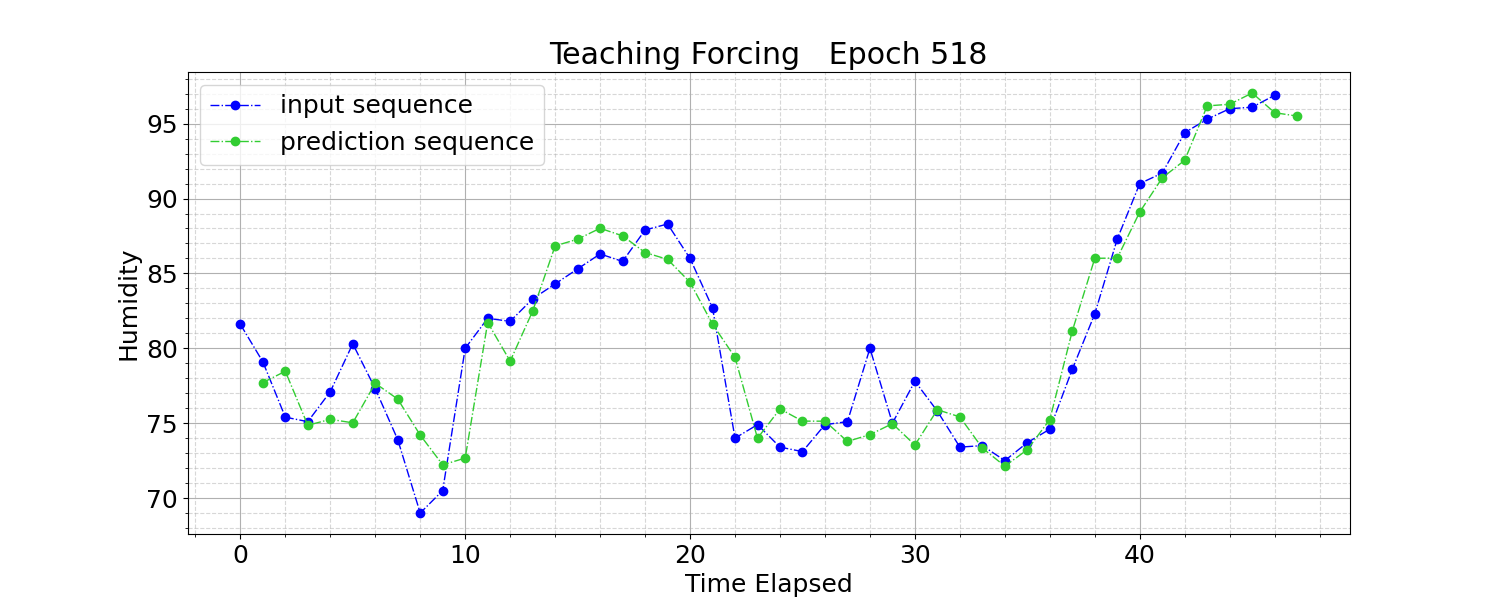 Teaching Forcing   Epoch 518
input sequence
prediction sequence
Humidity
95
90
85
80
75
70
0 10 20 30 40
Time Elapsed